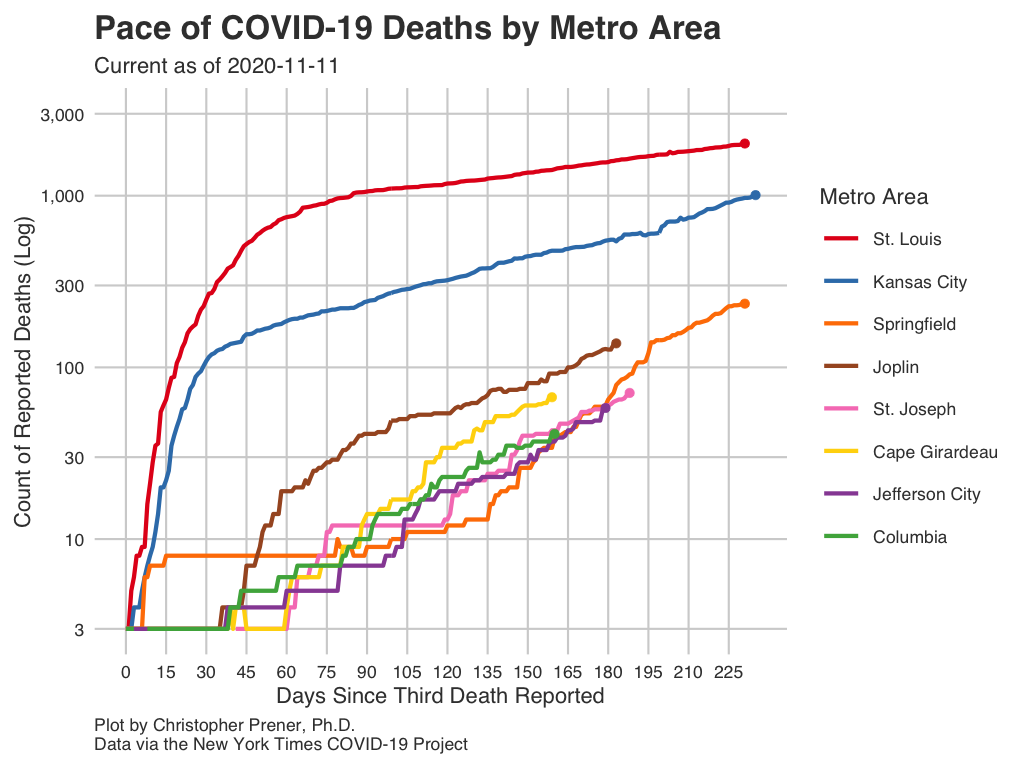 Pace of COVID-19 Deaths by Metro Area
Current as of 2020-11-11
Count of Reported Deaths (Log)
3,000
1,000
300
100
30
10
3
0 15 30 45 60 75 90 105 120 135 150 165 180 195 210 225
Days Since Third Death Reported
Metro Area
St. Louis
Kansas City
Springfield
Joplin
St. Joseph
Cape Girardeau
Jefferson City
Columbia
Plot by Christopher Prener, Ph.D.
Data via the New York Times COVID-19 Project